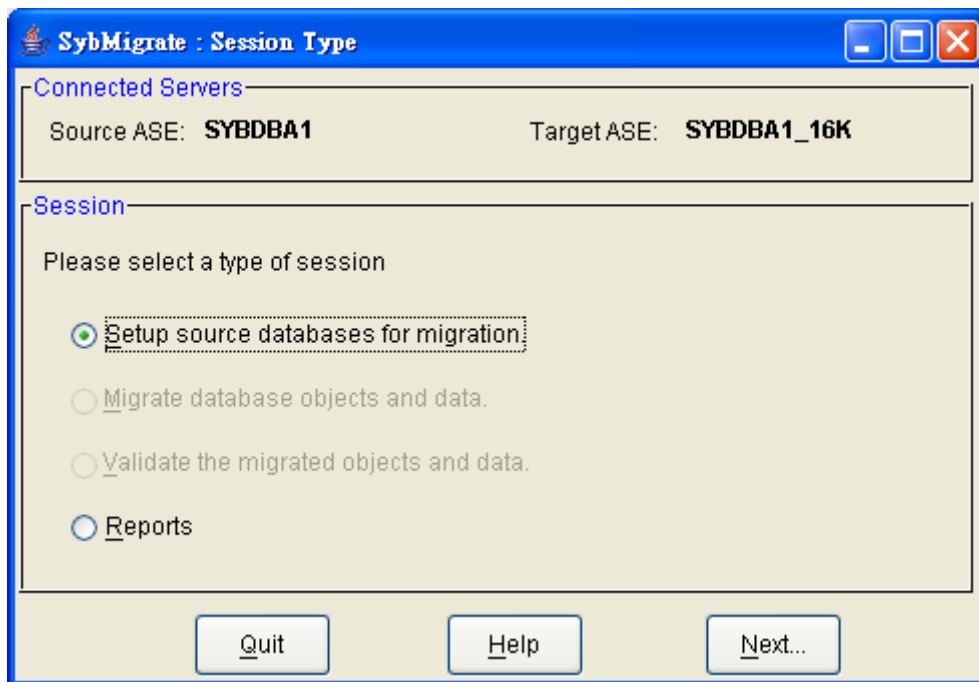 SybMigrate : Session Type
Connected Servers
Source ASE: SYBDBA1 Target ASE: SYBDBA1_16K
Session
Please select a type of session
Setup source databases for migration.
Migrate database objects and data.
Validate the migrated objects and data.
Reports
Quit Help Next...